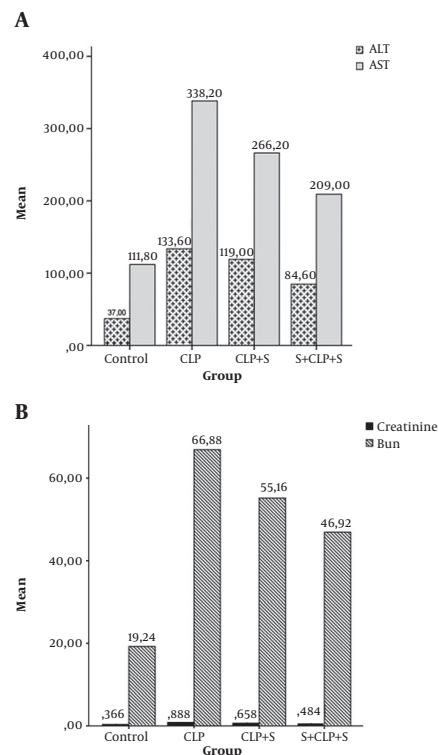 A
ALT
AST
400,00
300,00
200,00
100,00
,00
Mean
37,00
111,80
133,60
338,20
119,00
266,20
84,60
209,00
Control CLP CLP+S S+CLP+S
Group
B
Creatinine
Bun
60,00
40,00
20,00
,00
Mean
,366
19,24
,888
66,88
,658
55,16
,484
46,92
Control CLP CLP+S S+CLP+S
Group